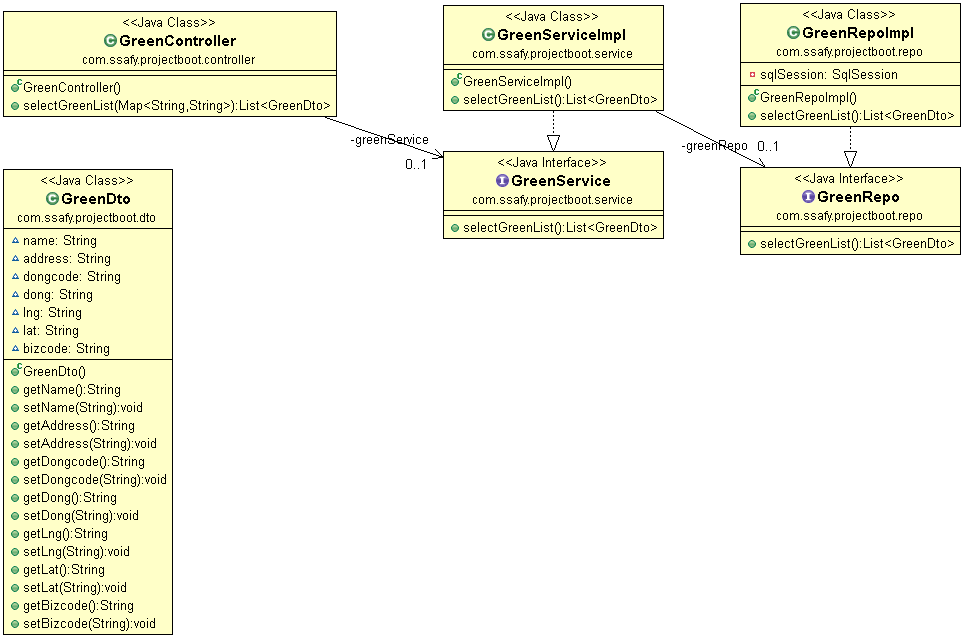 <<Java Class>>
GreenController
com.ssafy.projectboot.controller
GreenController()
selectGreenList(Map<String,String>):List<GreenDto>
<<Java Class>>
GreenServiceImpl
com.ssafy.projectboot.service
GreenServiceImpl()
selectGreenList():List<GreenDto>
<<Java Class>>
GreenRepoImpl
com.ssafy.projectboot.repo
sqlSession: SqlSession
GreenRepoImpl()
selectGreenList():List<GreenDto>
-greenService
0..1
-greenRepo
0..1
<<Java Interface>>
GreenService
com.ssafy.projectboot.service
selectGreenList():List<GreenDto>
<<Java Interface>>
GreenRepo
com.ssafy.projectboot.repo
selectGreenList():List<GreenDto>
<<Java Class>>
GreenDto
com.ssafy.projectboot.dto
name: String
address: String
dongcode: String
dong: String
lng: String
lat: String
bizcode: String
GreenDto()
getName():String
setName(String):void
getAddress():String
setAddress(String):void
getDongcode():String
setDongcode(String):void
getDong():String
setDong(String):void
getLng():String
setLng(String):void
getLat():String
setLat(String):void
getBizcode():String
setBizcode(String):void